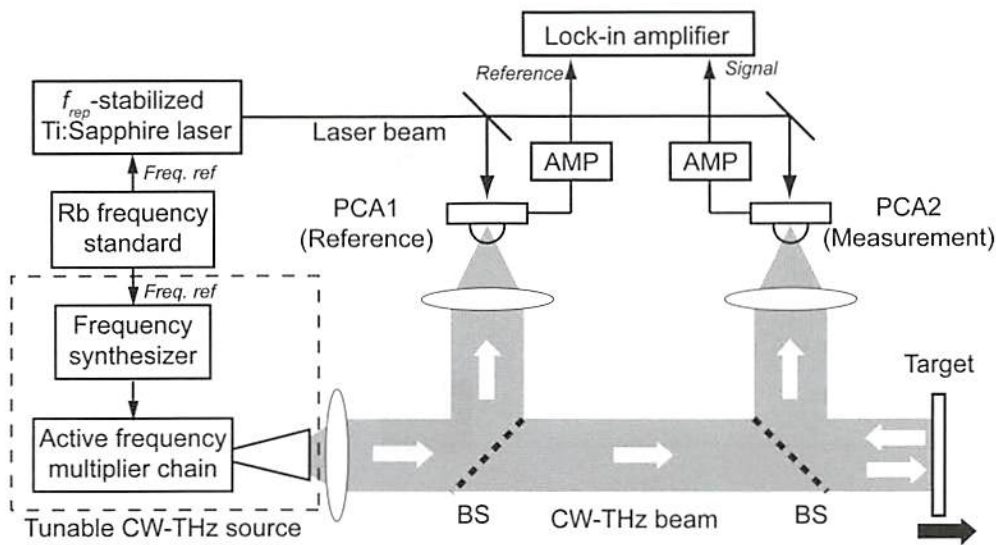 Lock-in amplifier
Reference
Signal
f_rep-stabilized
Ti:Sapphire laser
Laser beam
AMP
AMP
Freq. ref
Rb frequency
standard
PCA1
(Reference)
PCA2
(Measurement)
Freq. ref
Frequency
synthesizer
Target
Active frequency
multiplier chain
BS
CW-THz beam
BS
Tunable CW-THz source